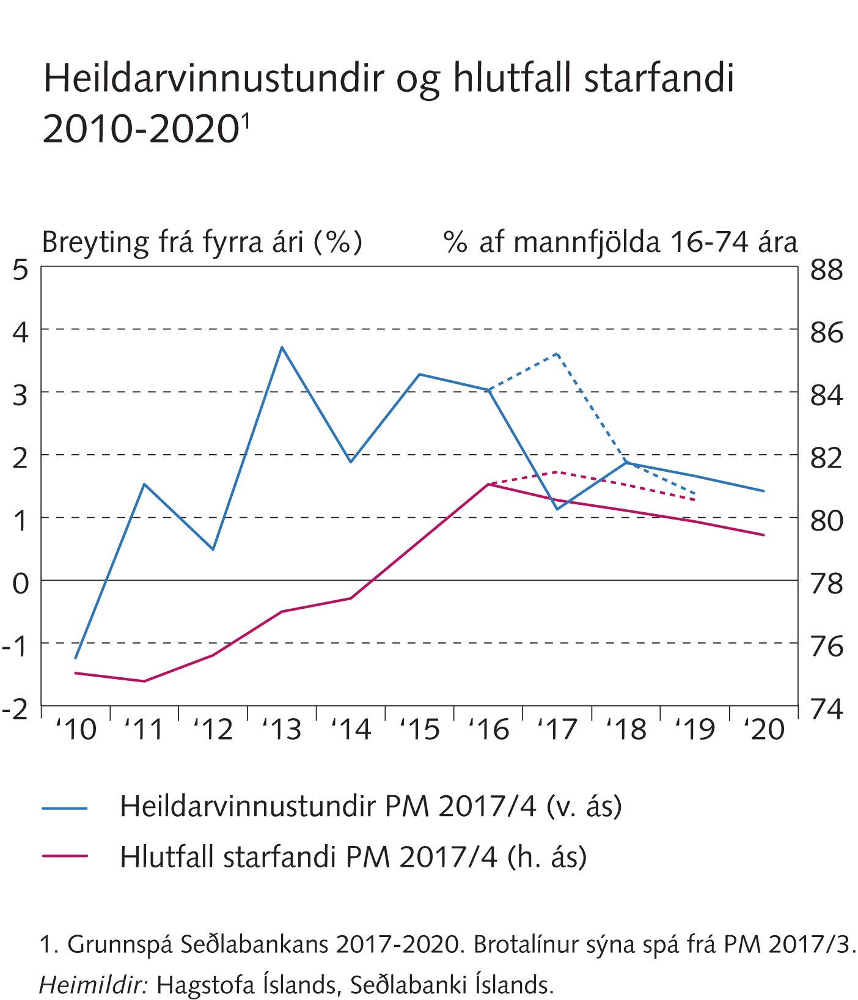 Heildarvinnustundir og hlutfall starfandi
2010-2020¹
Breyting frá fyrra ári (%) % af mannfjölda 16-74 ára
5 88
4 86
3 84
2 82
1 80
0 78
-1 76
-2 74
‘10 ‘11 ‘12 ‘13 ‘14 ‘15 ‘16 ‘17 ‘18 ‘19 ‘20
Heildarvinnustundir PM 2017/4 (v. ás)
Hlutfall starfandi PM 2017/4 (h. ás)
1. Grunnspá Seðlabankans 2017-2020. Brotalínur sýna spá frá PM 2017/3.
Heimildir: Hagstofa Íslands, Seðlabanki Íslands.